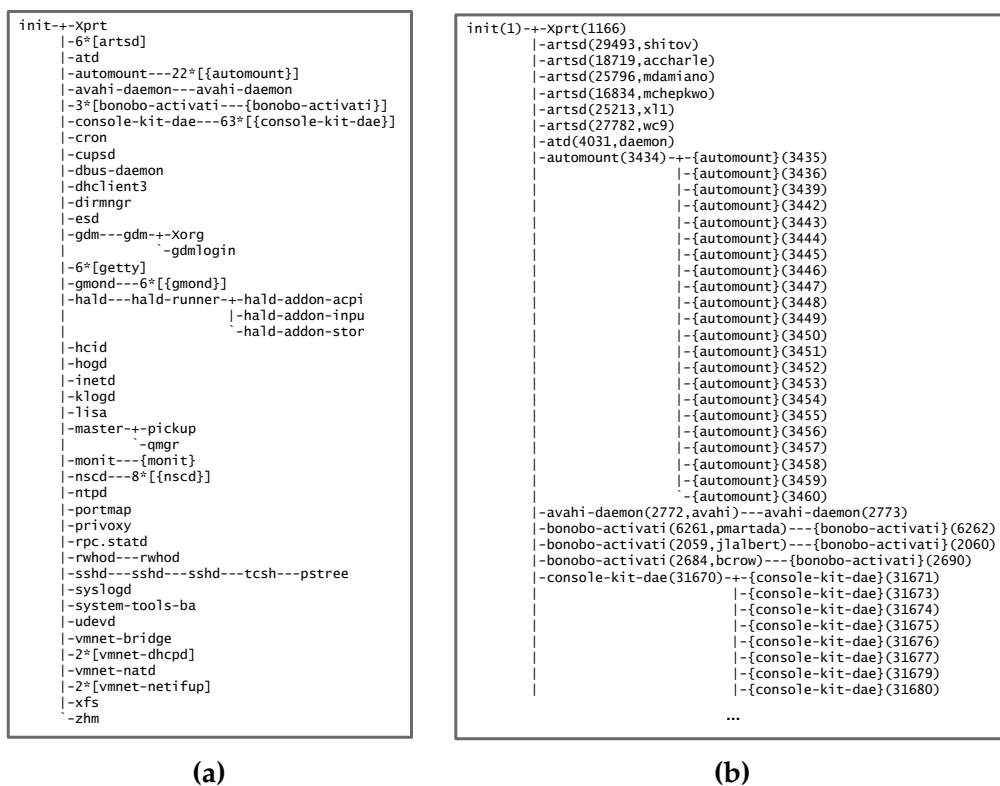 init-+-Xprt
     |-6*[artsd]
     |-atd
     |-automount---22*[{automount}]
     |-avahi-daemon---avahi-daemon
     |-3*[bonobo-activati---{bonobo-activati}]
     |-console-kit-dae---63*[{console-kit-dae}]
     |-cron
     |-cupsd
     |-dbus-daemon
     |-dhclient3
     |-dirmngr
     |-esd
     |-gdm---gdm-+-Xorg
     |           `-gdmlogin
     |-6*[getty]
     |-gmond---6*[{gmond}]
     |-hald---hald-runner-+-hald-addon-acpi
     |                    |-hald-addon-inpu
     |                    `-hald-addon-stor
     |-hcid
     |-hogd
     |-inetd
     |-klogd
     |-lisa
     |-master-+-pickup
     |        `-qmgr
     |-monit---{monit}
     |-nscd---8*[{nscd}]
     |-ntpd
     |-portmap
     |-privoxy
     |-rpc.statd
     |-rwhod---rwhod
     |-sshd---sshd---sshd---tcsh---pstree
     |-syslogd
     |-system-tools-ba
     |-udevd
     |-vmnet-bridge
     |-2*[vmnet-dhcpd]
     |-vmnet-natd
     |-2*[vmnet-netifup]
     |-xfs
     `-zhm
(a)
init(1)-+-Xprt(1166)
        |-artsd(29493,shitov)
        |-artsd(18719,accharle)
        |-artsd(25796,mdamiano)
        |-artsd(16834,mchepkwo)
        |-artsd(25213,xl1)
        |-artsd(27782,wc9)
        |-atd(4031,daemon)
        |-automount(3434)-+-{automount}(3435)
        |                 |-{automount}(3436)
        |                 |-{automount}(3439)
        |                 |-{automount}(3442)
        |                 |-{automount}(3443)
        |                 |-{automount}(3444)
        |                 |-{automount}(3445)
        |                 |-{automount}(3446)
        |                 |-{automount}(3447)
        |                 |-{automount}(3448)
        |                 |-{automount}(3449)
        |                 |-{automount}(3450)
        |                 |-{automount}(3451)
        |                 |-{automount}(3452)
        |                 |-{automount}(3453)
        |                 |-{automount}(3454)
        |                 |-{automount}(3455)
        |                 |-{automount}(3456)
        |                 |-{automount}(3457)
        |                 |-{automount}(3458)
        |                 |-{automount}(3459)
        |                 `-{automount}(3460)
        |-avahi-daemon(2772,avahi)---avahi-daemon(2773)
        |-bonobo-activati(6261,pmartada)---{bonobo-activati}(6262)
        |-bonobo-activati(2059,jlalbert)---{bonobo-activati}(2060)
        |-bonobo-activati(2684,bcrow)---{bonobo-activati}(2690)
        |-console-kit-dae(31670)-+-{console-kit-dae}(31671)
        |                        |-{console-kit-dae}(31673)
        |                        |-{console-kit-dae}(31674)
        |                        |-{console-kit-dae}(31675)
        |                        |-{console-kit-dae}(31676)
        |                        |-{console-kit-dae}(31677)
        |                        |-{console-kit-dae}(31679)
        |                        |-{console-kit-dae}(31680)
...
(b)